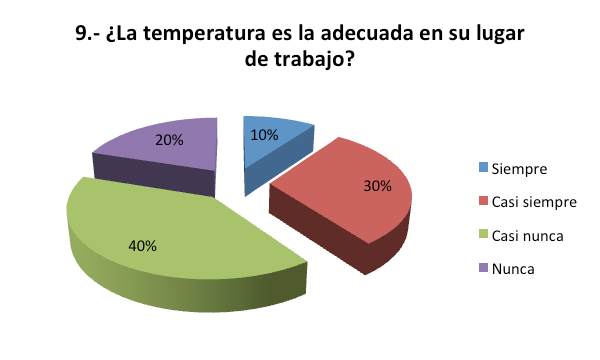 9.- ¿La temperatura es la adecuada en su lugar
de trabajo?
10%
20%
30%
40%
Siempre
Casi siempre
Casi nunca
Nunca